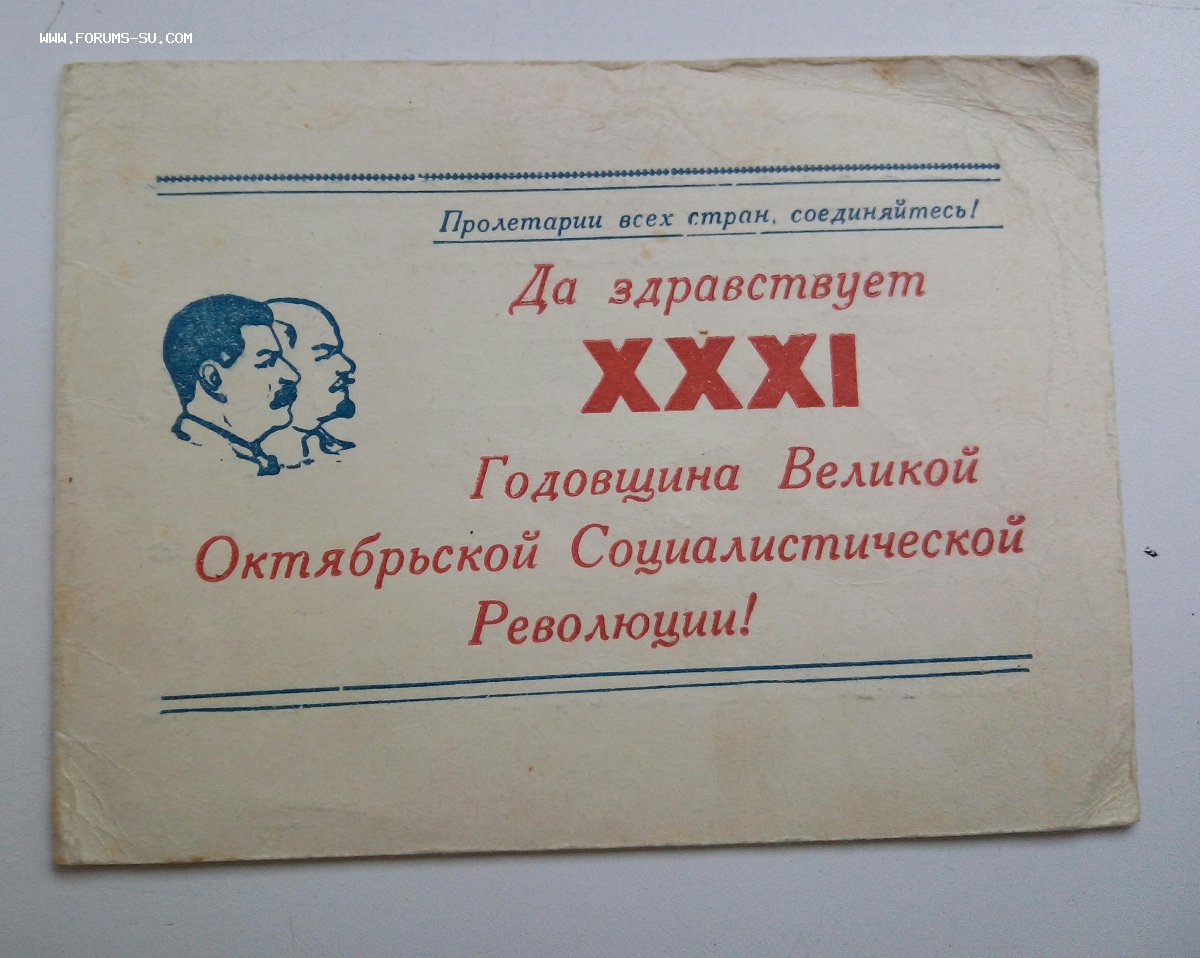 WWW.FORUMS-SU.COM
Пролетарии всех стран, соединяйтесь!
Да здравствует
XXXI
Годовщина Великой
Октябрьской Социалистической
Революции!